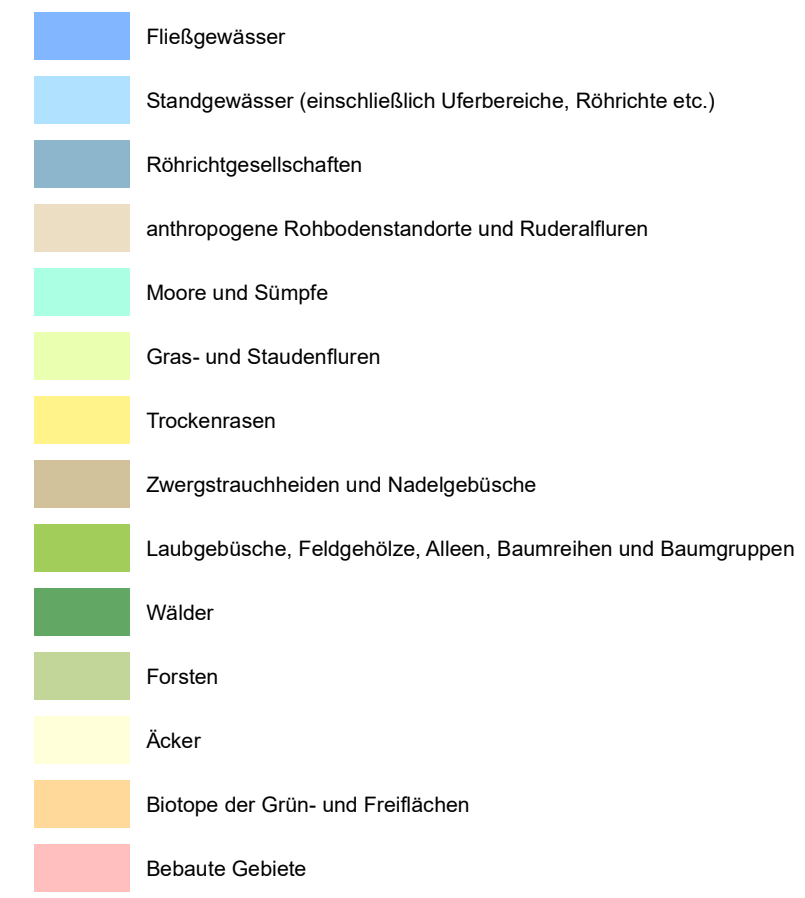 Fließgewässer
Standgewässer (einschließlich Uferbereiche, Röhrichte etc.)
Röhrichtgesellschaften
anthropogene Rohbodenstandorte und Ruderalfluren
Moore und Sümpfe
Gras- und Staudenfluren
Trockenrasen
Zwergstrauchheiden und Nadelgebüsche
Laubgebüsche, Feldgehölze, Alleen, Baumreihen und Baumgruppen
Wälder
Forsten
Äcker
Biotope der Grün- und Freiflächen
Bebaute Gebiete